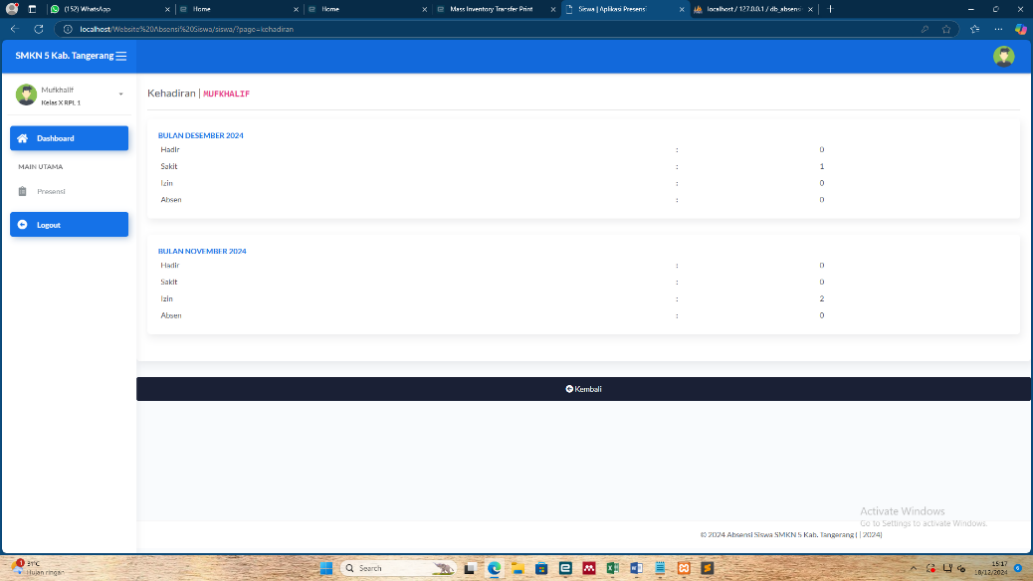 (152) WhatsApp
Home
Home
Mass Inventory Transfer Print
Siswa | Aplikasi Presensi
localhost / 127.0.0.1 / db_absensi
localhost/Website%20Absensi%20Siswa/siswa/?page=kehadiran
SMKN 5 Kab. Tangerang
Mufkhalif
Kelas X RPL 1
Dashboard
MAIN UTAMA
Presensi
Logout
Kehadiran | MUFKHALIF
BULAN DESEMBER 2024
Hadir : 0
Sakit : 1
Izin : 0
Absen : 0
BULAN NOVEMBER 2024
Hadir : 0
Sakit : 0
Izin : 2
Absen : 0
Kembali
Activate Windows
Go to Settings to activate Windows.
© 2024 Absensi Siswa SMKN 5 Kab. Tangerang ( | 2024)
1
31°C
Hujan ringan
Search
15:17
18/12/2024